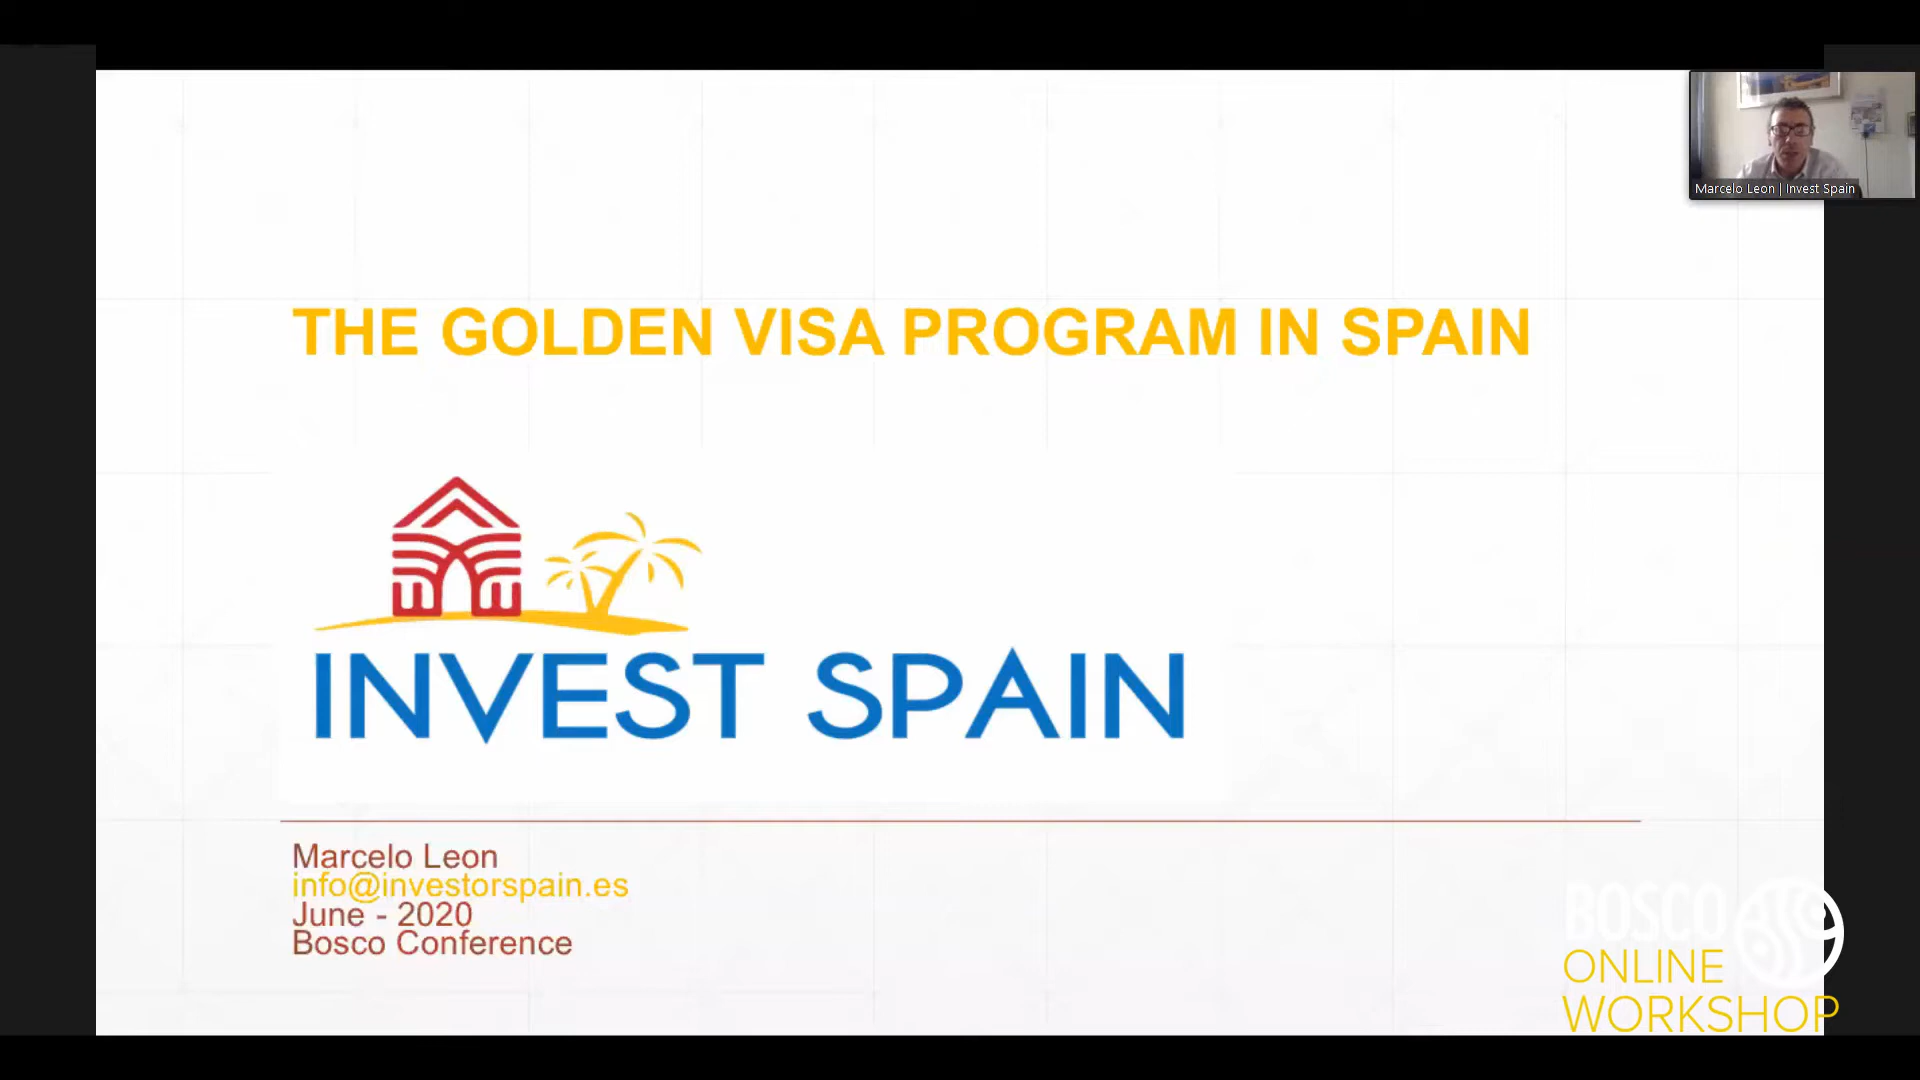 Marcelo Leon | Invest Spain
THE GOLDEN VISA PROGRAM IN SPAIN
INVEST SPAIN
Marcelo Leon
info@investorspain.es
June - 2020
Bosco Conference
BOSCO
ONLINE
WORKSHOP